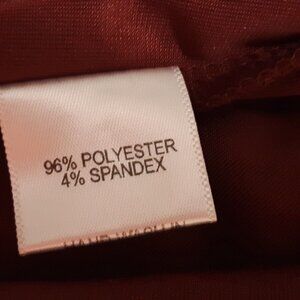 96% POLYESTER
4% SPANDEX